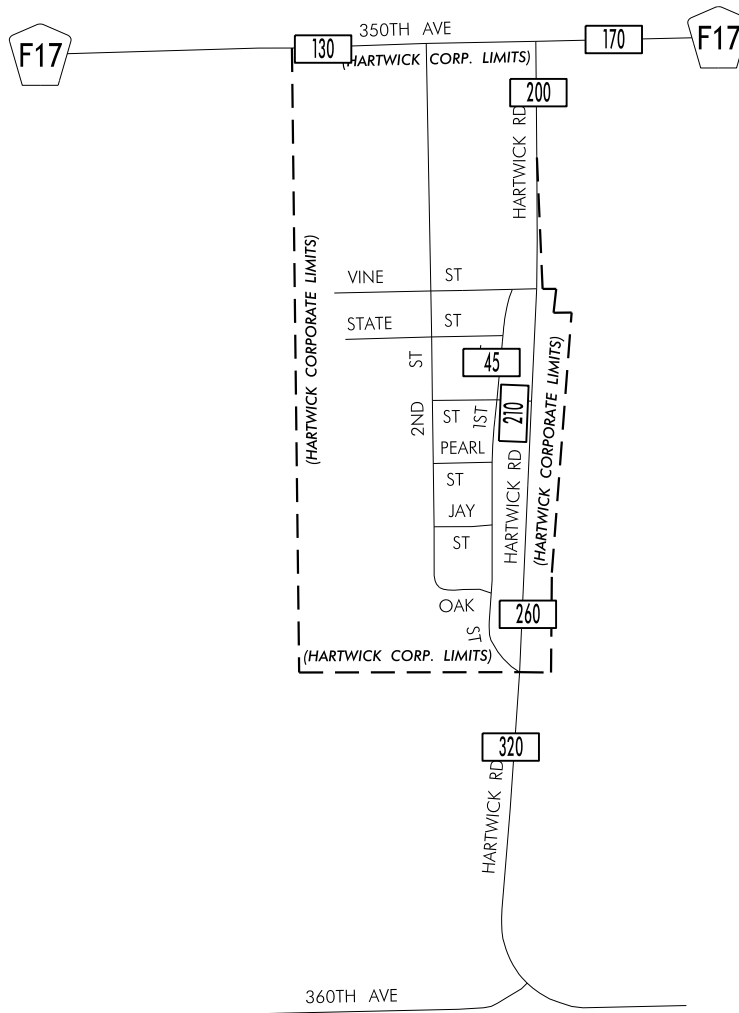 F17
130
350TH AVE
170
F17
(HARTWICK CORP. LIMITS)
200
HARTWICK RD
VINE ST
(HARTWICK CORPORATE LIMITS)
STATE ST
2ND ST
45
210
1ST ST
PEARL ST
JAY ST
HARTWICK RD
(HARTWICK CORPORATE LIMITS)
OAK ST
260
(HARTWICK CORP. LIMITS)
320
HARTWICK RD
360TH AVE